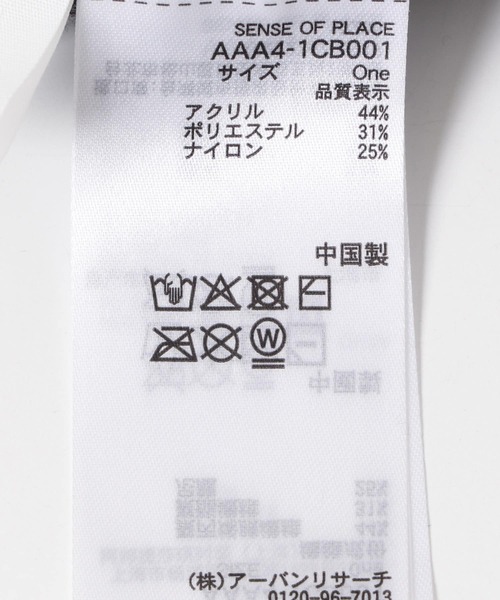 SENSE OF PLACE
AAA4-1CB001
サイズ One
品質表示
アクリル 44%
ポリエステル 31%
ナイロン 25%
中国製
W
(株)アーバンリサーチ
0120-96-7013